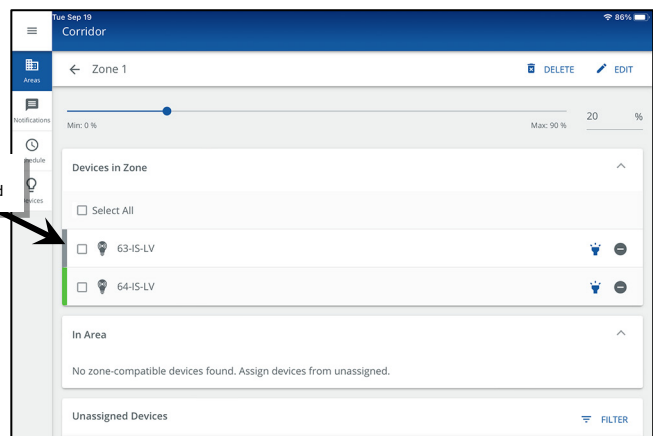 Tue Sep 19
86%
Corridor
Areas
Zone 1
DELETE
EDIT
Notifications
Min: 0 %
Max: 90 %
20 %
Devices in Zone
Select All
63-IS-LV
64-IS-LV
In Area
No zone-compatible devices found. Assign devices from unassigned.
Unassigned Devices
FILTER